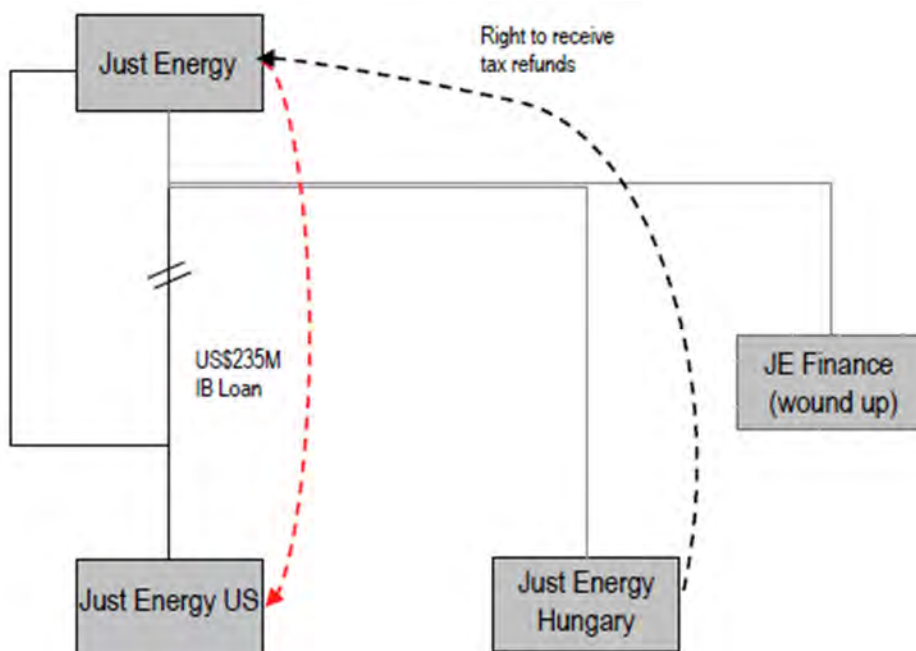 Just Energy
Right to receive
tax refunds
US$235M
IB Loan
JE Finance
(wound up)
Just Energy US
Just Energy
Hungary